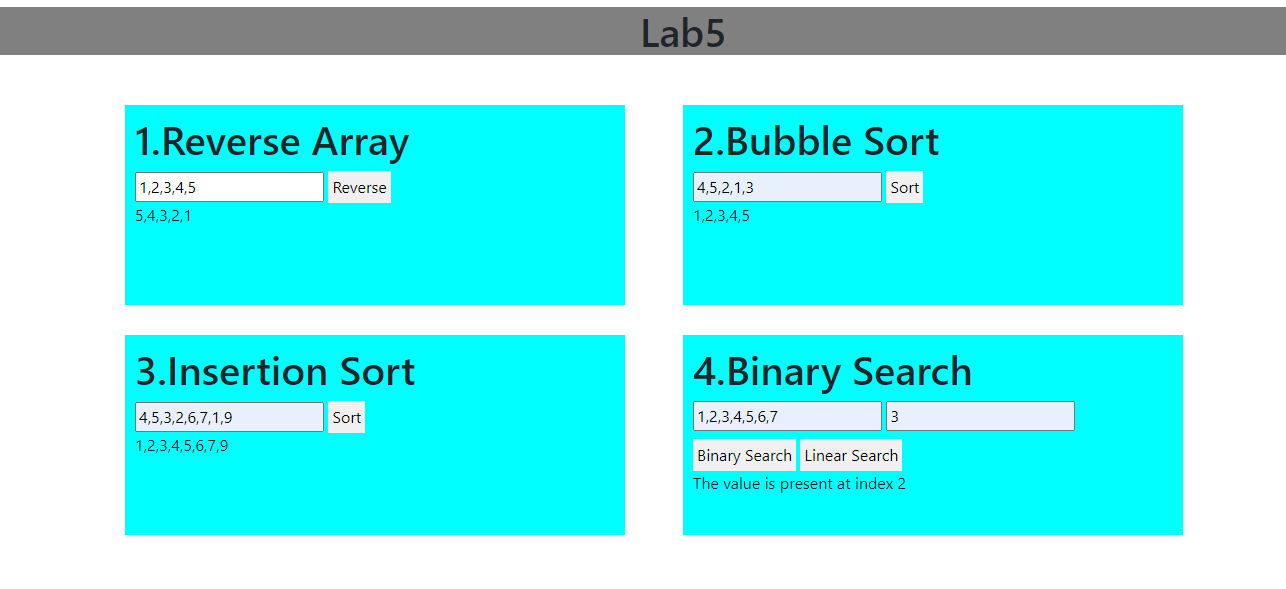 Lab5
1.Reverse Array
1,2,3,4,5 Reverse
5,4,3,2,1
2.Bubble Sort
4,5,2,1,3 Sort
1,2,3,4,5
3.Insertion Sort
4,5,3,2,6,7,1,9 Sort
1,2,3,4,5,6,7,9
4.Binary Search
1,2,3,4,5,6,7 3
Binary Search Linear Search
The value is present at index 2